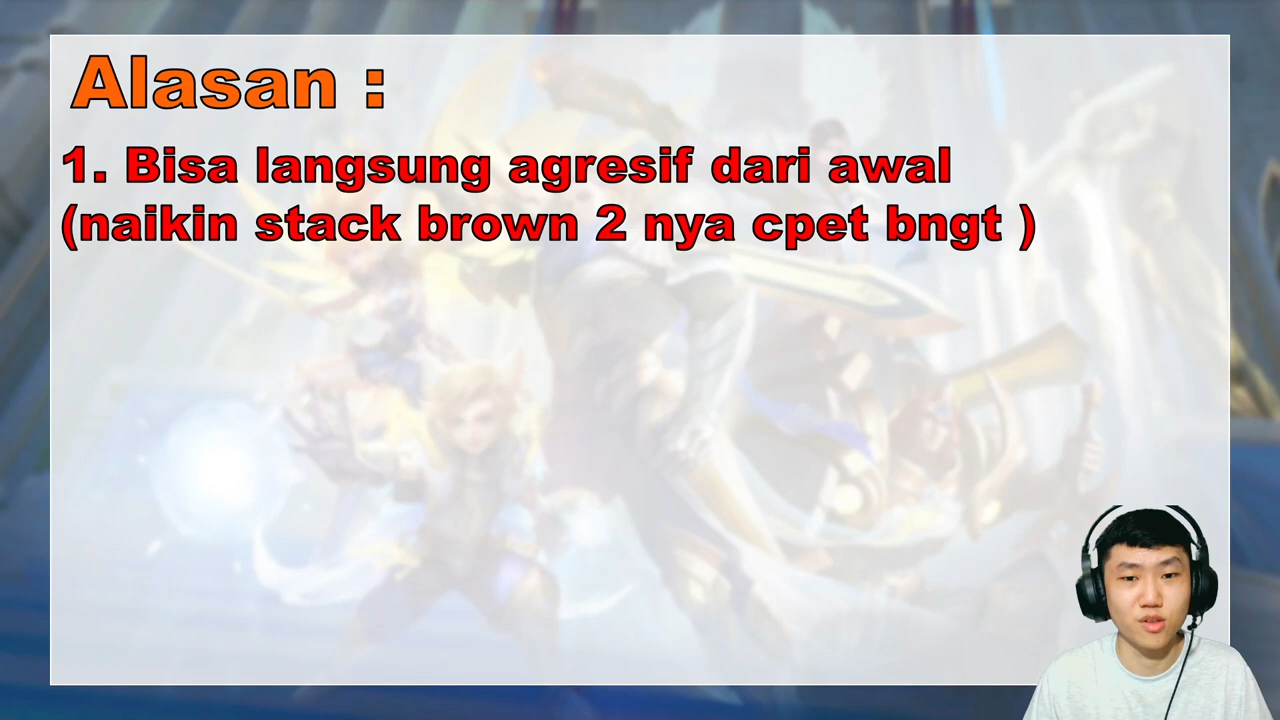 Alasan :
1. Bisa langsung agresif dari awal
(naikin stack brown 2 nya cpet bngt )